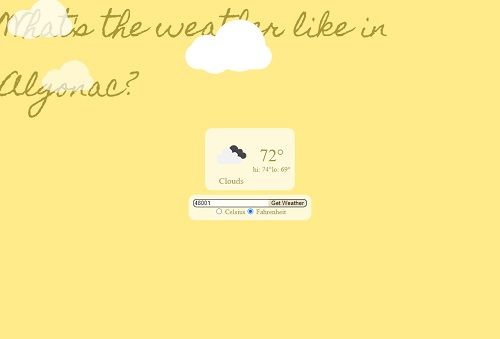 What's the weather like in
Algonac?
72°
hi: 74°lo: 69°
Clouds
48001 Get Weather
Celsius Fahrenheit